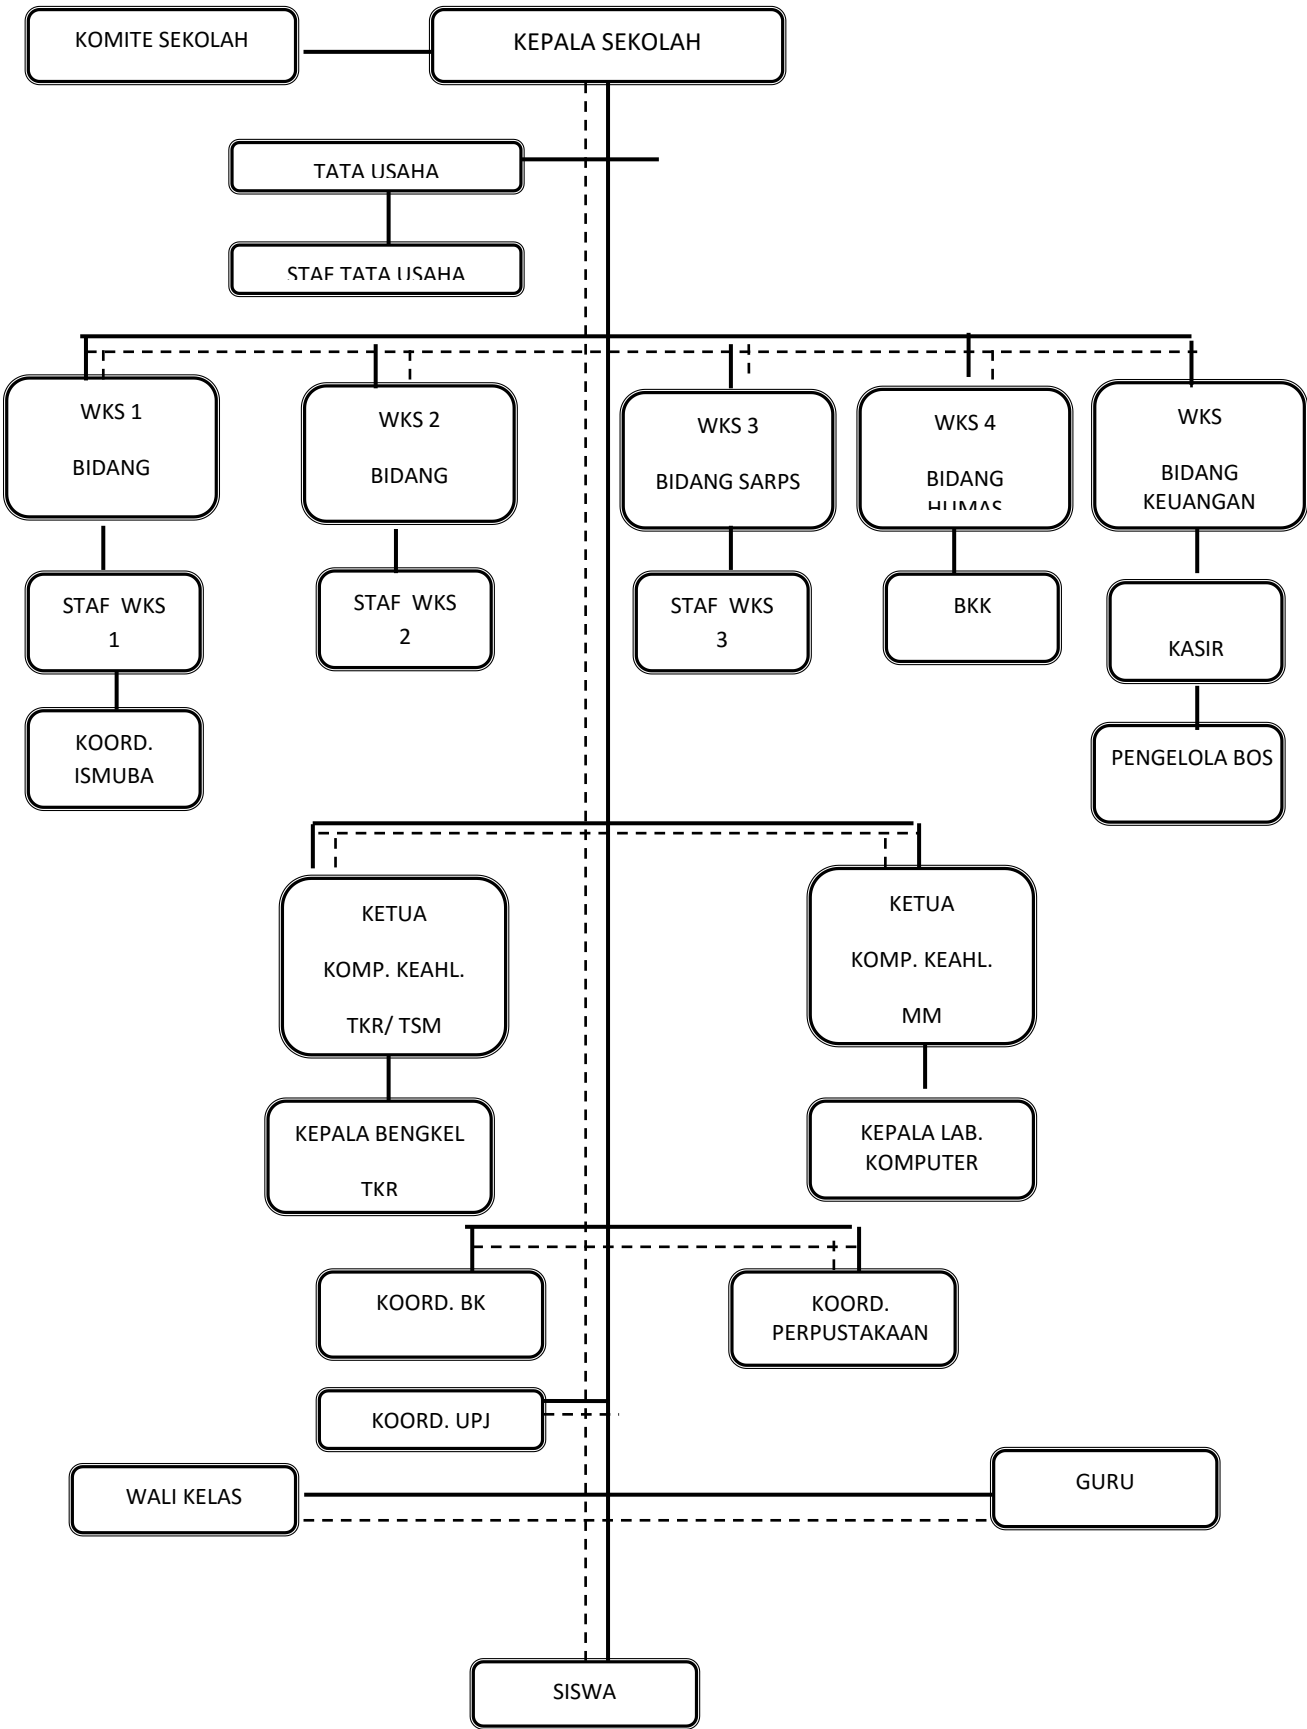 KOMITE SEKOLAH
KEPALA SEKOLAH
TATA USAHA
STAF TATA USAHA
WKS 1
BIDANG
WKS 2
BIDANG
WKS 3
BIDANG SARPS
WKS 4
BIDANG
HUMAS
WKS
BIDANG
KEUANGAN
STAF WKS
1
STAF WKS
2
STAF WKS
3
BKK
KASIR
KOORD.
ISMUBA
PENGELOLA BOS
KETUA
KOMP. KEAHL.
TKR/ TSM
KETUA
KOMP. KEAHL.
MM
KEPALA BENGKEL
TKR
KEPALA LAB.
KOMPUTER
KOORD. BK
KOORD.
PERPUSTAKAAN
KOORD. UPJ
WALI KELAS
GURU
SISWA